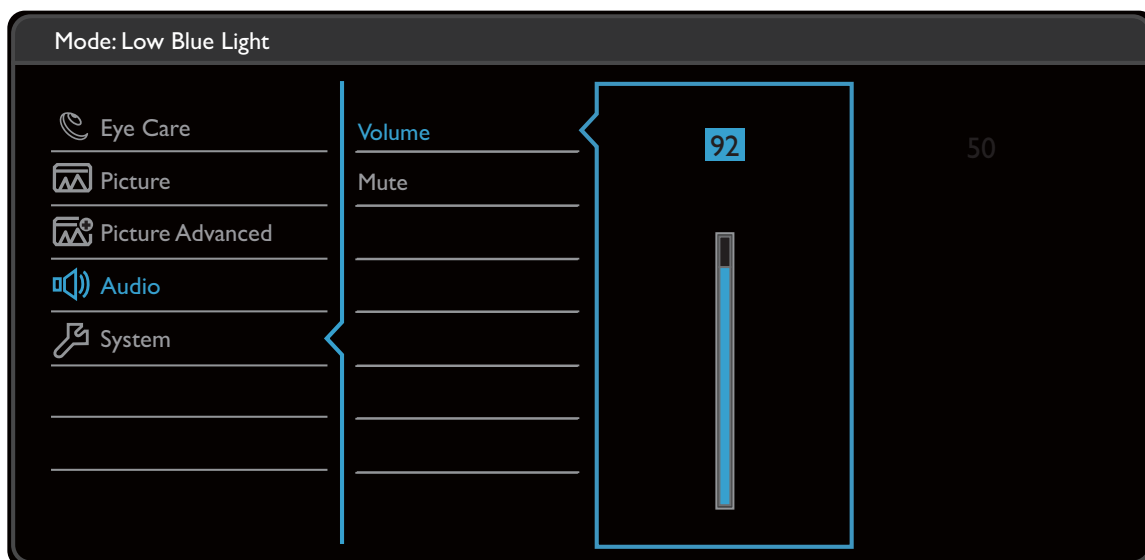 Mode: Low Blue Light
Eye Care
Picture
Picture Advanced
Audio
System
Volume
Mute
92
50